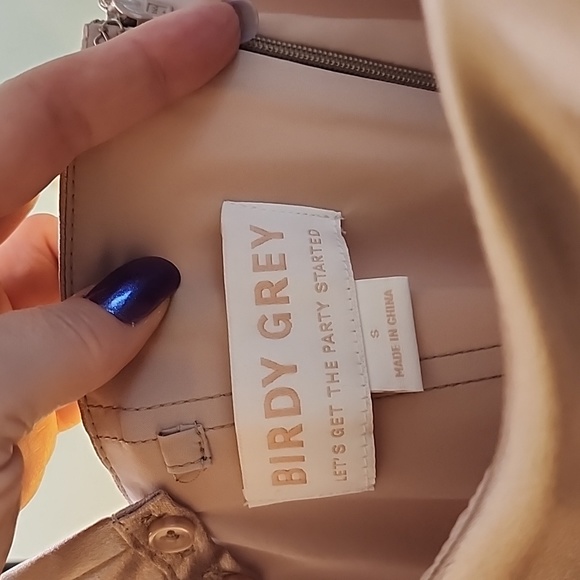 BIRDY GREY
LET'S GET THE PARTY STARTED
S
MADE IN CHINA